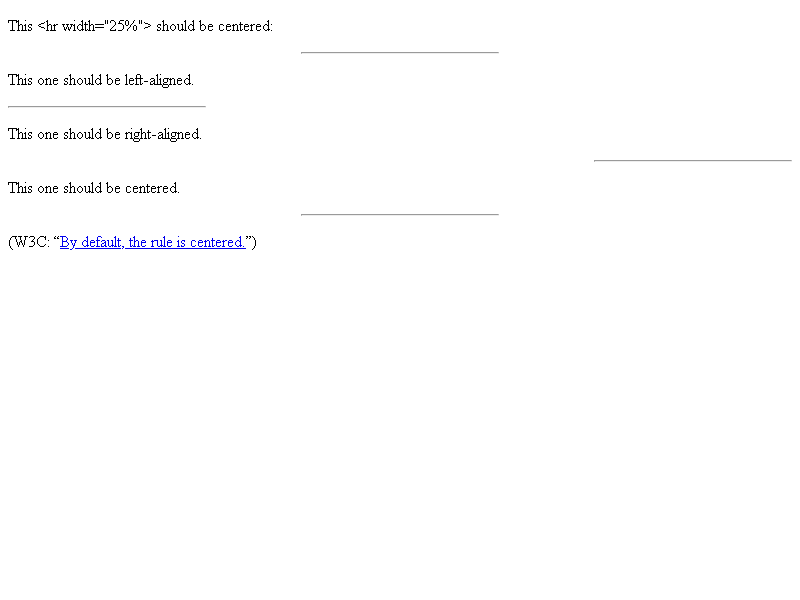 This <hr width="25%"> should be centered:
This one should be left-aligned.
This one should be right-aligned.
This one should be centered.
(W3C: “By default, the rule is centered.”)